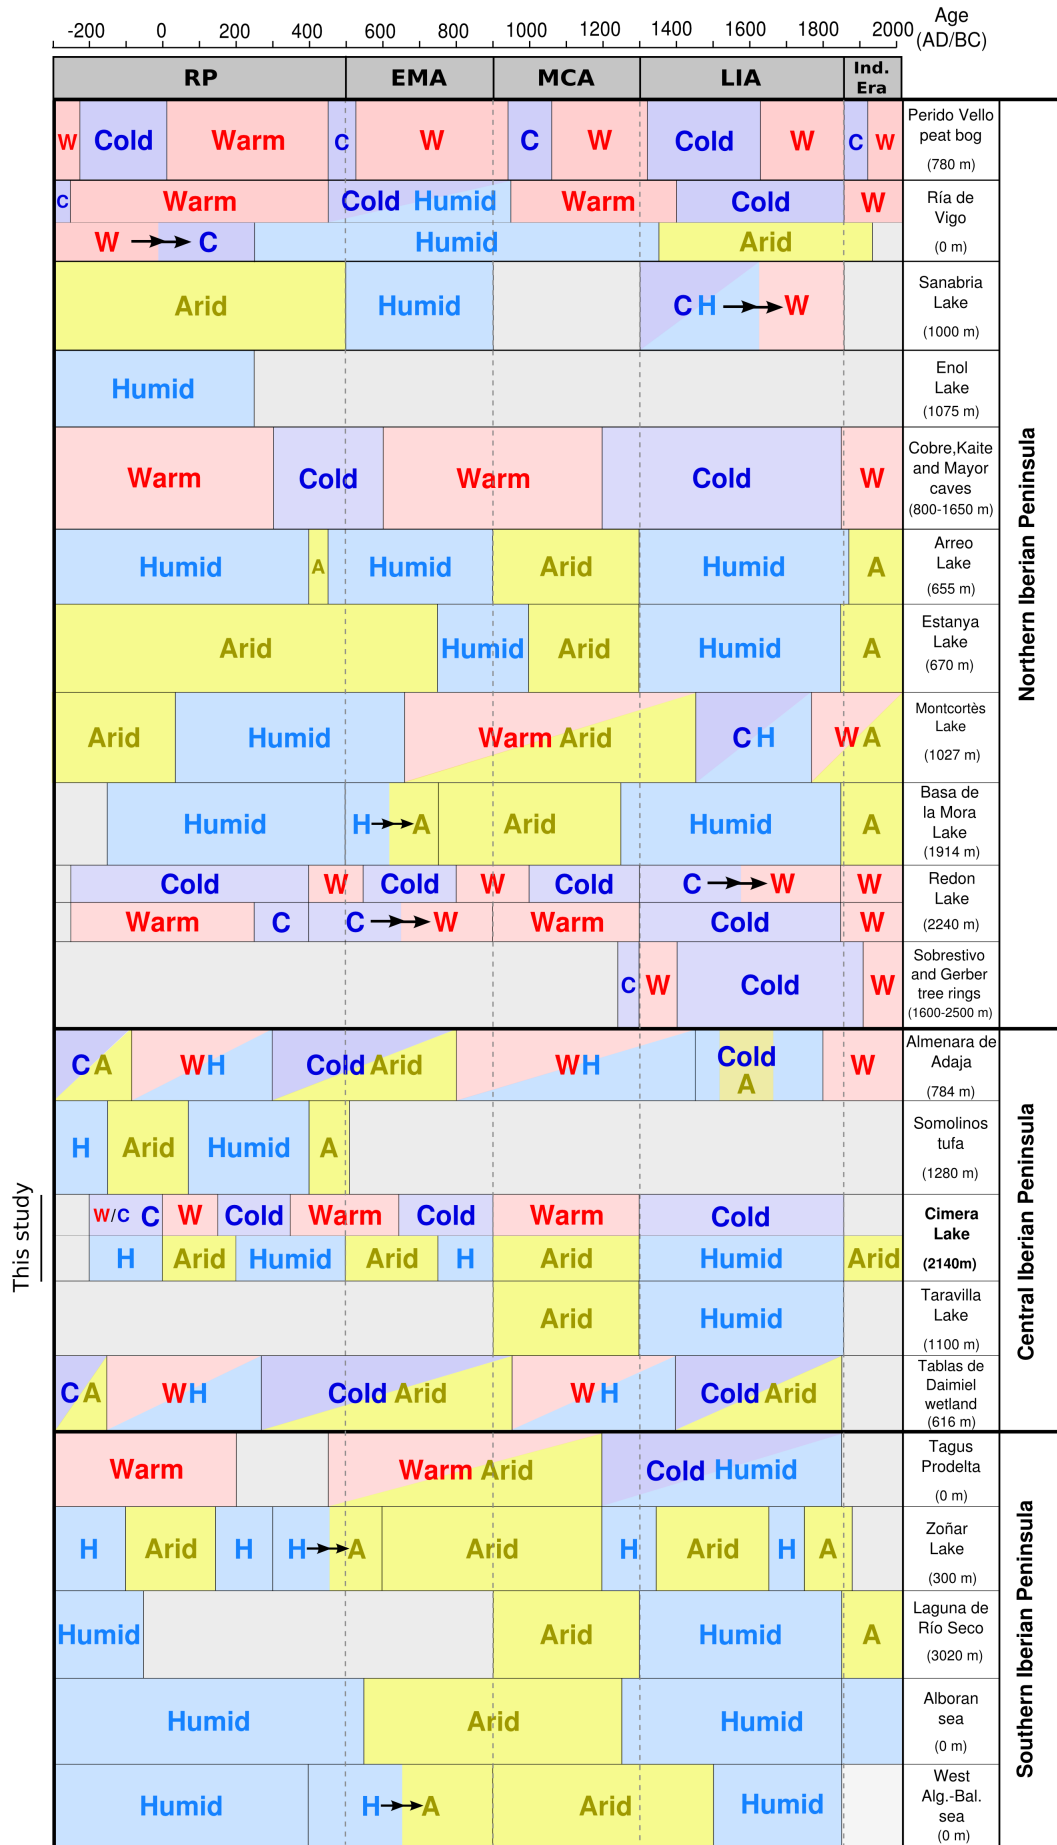 Age
-200 0 200 400 600 800 1000 1200 1400 1600 1800 2000 (AD/BC)
RP EMA MCA LIA Ind.
Era
W Cold Warm C W C W Cold W C W
Perido Vello
peat bog
(780 m)
C Warm Cold Humid Warm Cold W
W C Humid Arid
Ría de
Vigo
(0 m)
Arid Humid C H W
Sanabria
Lake
(1000 m)
Humid
Enol
Lake
(1075 m)
Warm Cold Warm Cold W
Cobre,Kaite
and Mayor
caves
(800-1650 m)
Humid A Humid Arid Humid A
Arreo
Lake
(655 m)
Arid Humid Arid Humid A
Estanya
Lake
(670 m)
Arid Humid Warm Arid C H W A
Montcortès
Lake
(1027 m)
Humid H A Arid Humid A
Basa de
la Mora
Lake
(1914 m)
Cold W Cold W Cold C W W
Warm C C W Warm Cold W
Redon
Lake
(2240 m)
C W Cold W
Sobrestivo
and Gerber
tree rings
(1600-2500 m)
Northern Iberian Peninsula
C A W H Cold Arid W H Cold W
A
Almenara de
Adaja
(784 m)
H Arid Humid A
Somolinos
tufa
(1280 m)
This study
W/C C W Cold Warm Cold Warm Cold
H Arid Humid Arid H Arid Humid Arid
Cimera
Lake
(2140m)
Arid Humid
Taravilla
Lake
(1100 m)
C A W H Cold Arid W H Cold Arid
Tablas de
Daimiel
wetland
(616 m)
Central Iberian Peninsula
Warm Warm Arid Cold Humid
Tagus
Prodelta
(0 m)
H Arid H H A Arid H Arid H A
Zoñar
Lake
(300 m)
Humid Arid Humid A
Laguna de
Río Seco
(3020 m)
Humid Arid Humid
Alboran
sea
(0 m)
Humid H A Arid Humid
West
Alg.-Bal.
sea
(0 m)
Southern Iberian Peninsula